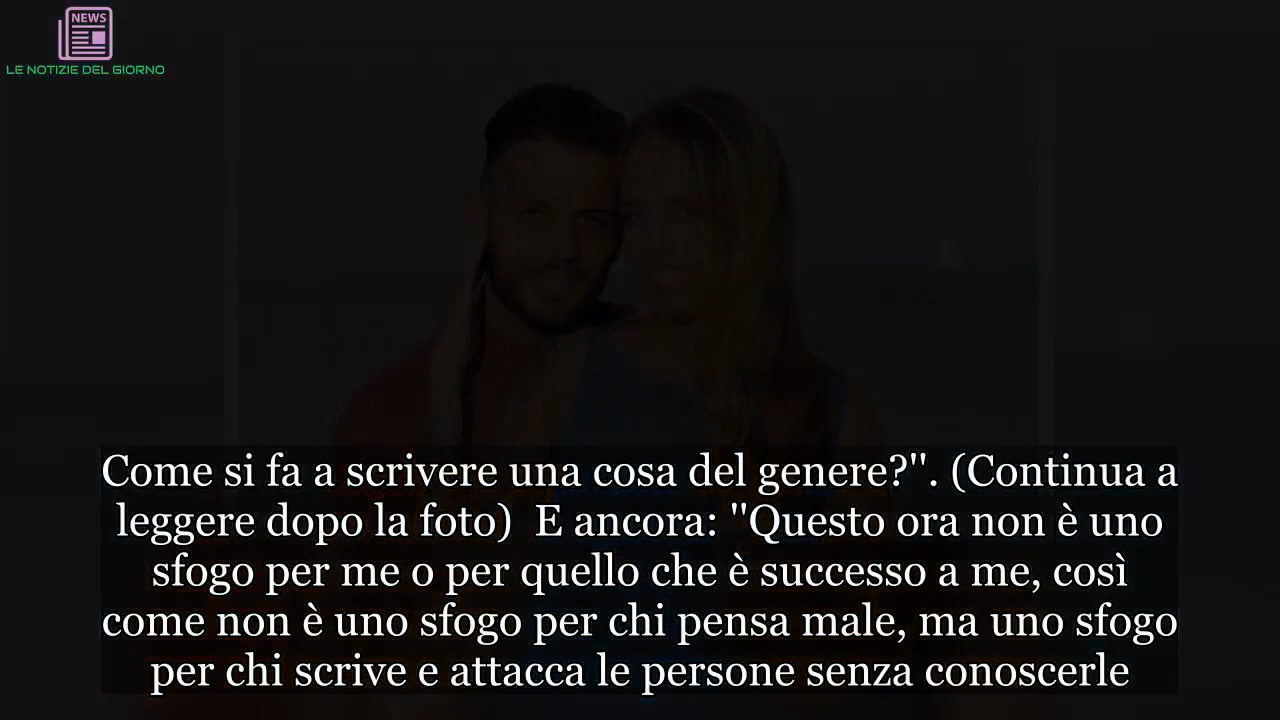 NEWS
LE NOTIZIE DEL GIORNO
Come si fa a scrivere una cosa del genere?''. (Continua a
leggere dopo la foto)  E ancora: ''Questo ora non è uno
sfogo per me o per quello che è successo a me, così
come non è uno sfogo per chi pensa male, ma uno sfogo
per chi scrive e attacca le persone senza conoscerle